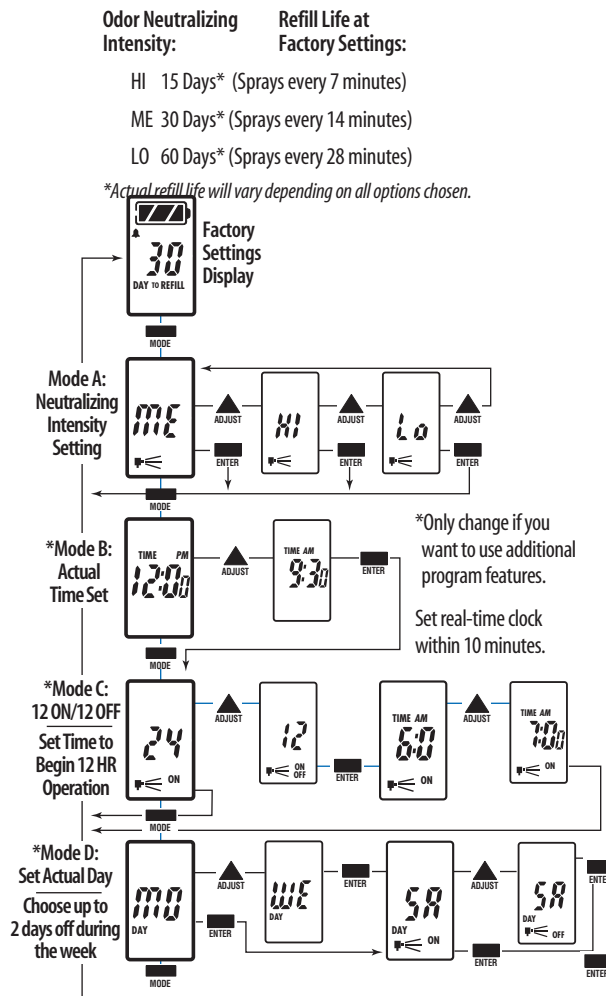 Odor Neutralizing Intensity:
Refill Life at Factory Settings:
HI 15 Days* (Sprays every 7 minutes)
ME 30 Days* (Sprays every 14 minutes)
LO 60 Days* (Sprays every 28 minutes)
*Actual refill life will vary depending on all options chosen.
30
DAY TO REFILL
Factory
Settings
Display
MODE
Mode A:
Neutralizing
Intensity
Setting
ME
ADJUST
ENTER
HI
ADJUST
ENTER
Lo
ADJUST
ENTER
MODE
*Mode B:
Actual
Time Set
TIME PM
12:00
ADJUST
TIME AM
9:30
ENTER
*Only change if you
want to use additional
program features.
Set real-time clock
within 10 minutes.
MODE
*Mode C:
12 ON/12 OFF
Set Time to
Begin 12 HR
Operation
24
ON
ADJUST
12
ON
OFF
ENTER
TIME AM
6:0
ON
ADJUST
TIME AM
7:00
ON
MODE
*Mode D:
Set Actual Day
Choose up to
2 days off during
the week
MO
DAY
ADJUST
ENTER
WE
DAY
ENTER
SA
DAY
ON
ADJUST
ENTER
SA
DAY
OFF
ENTE
ENTER
MODE